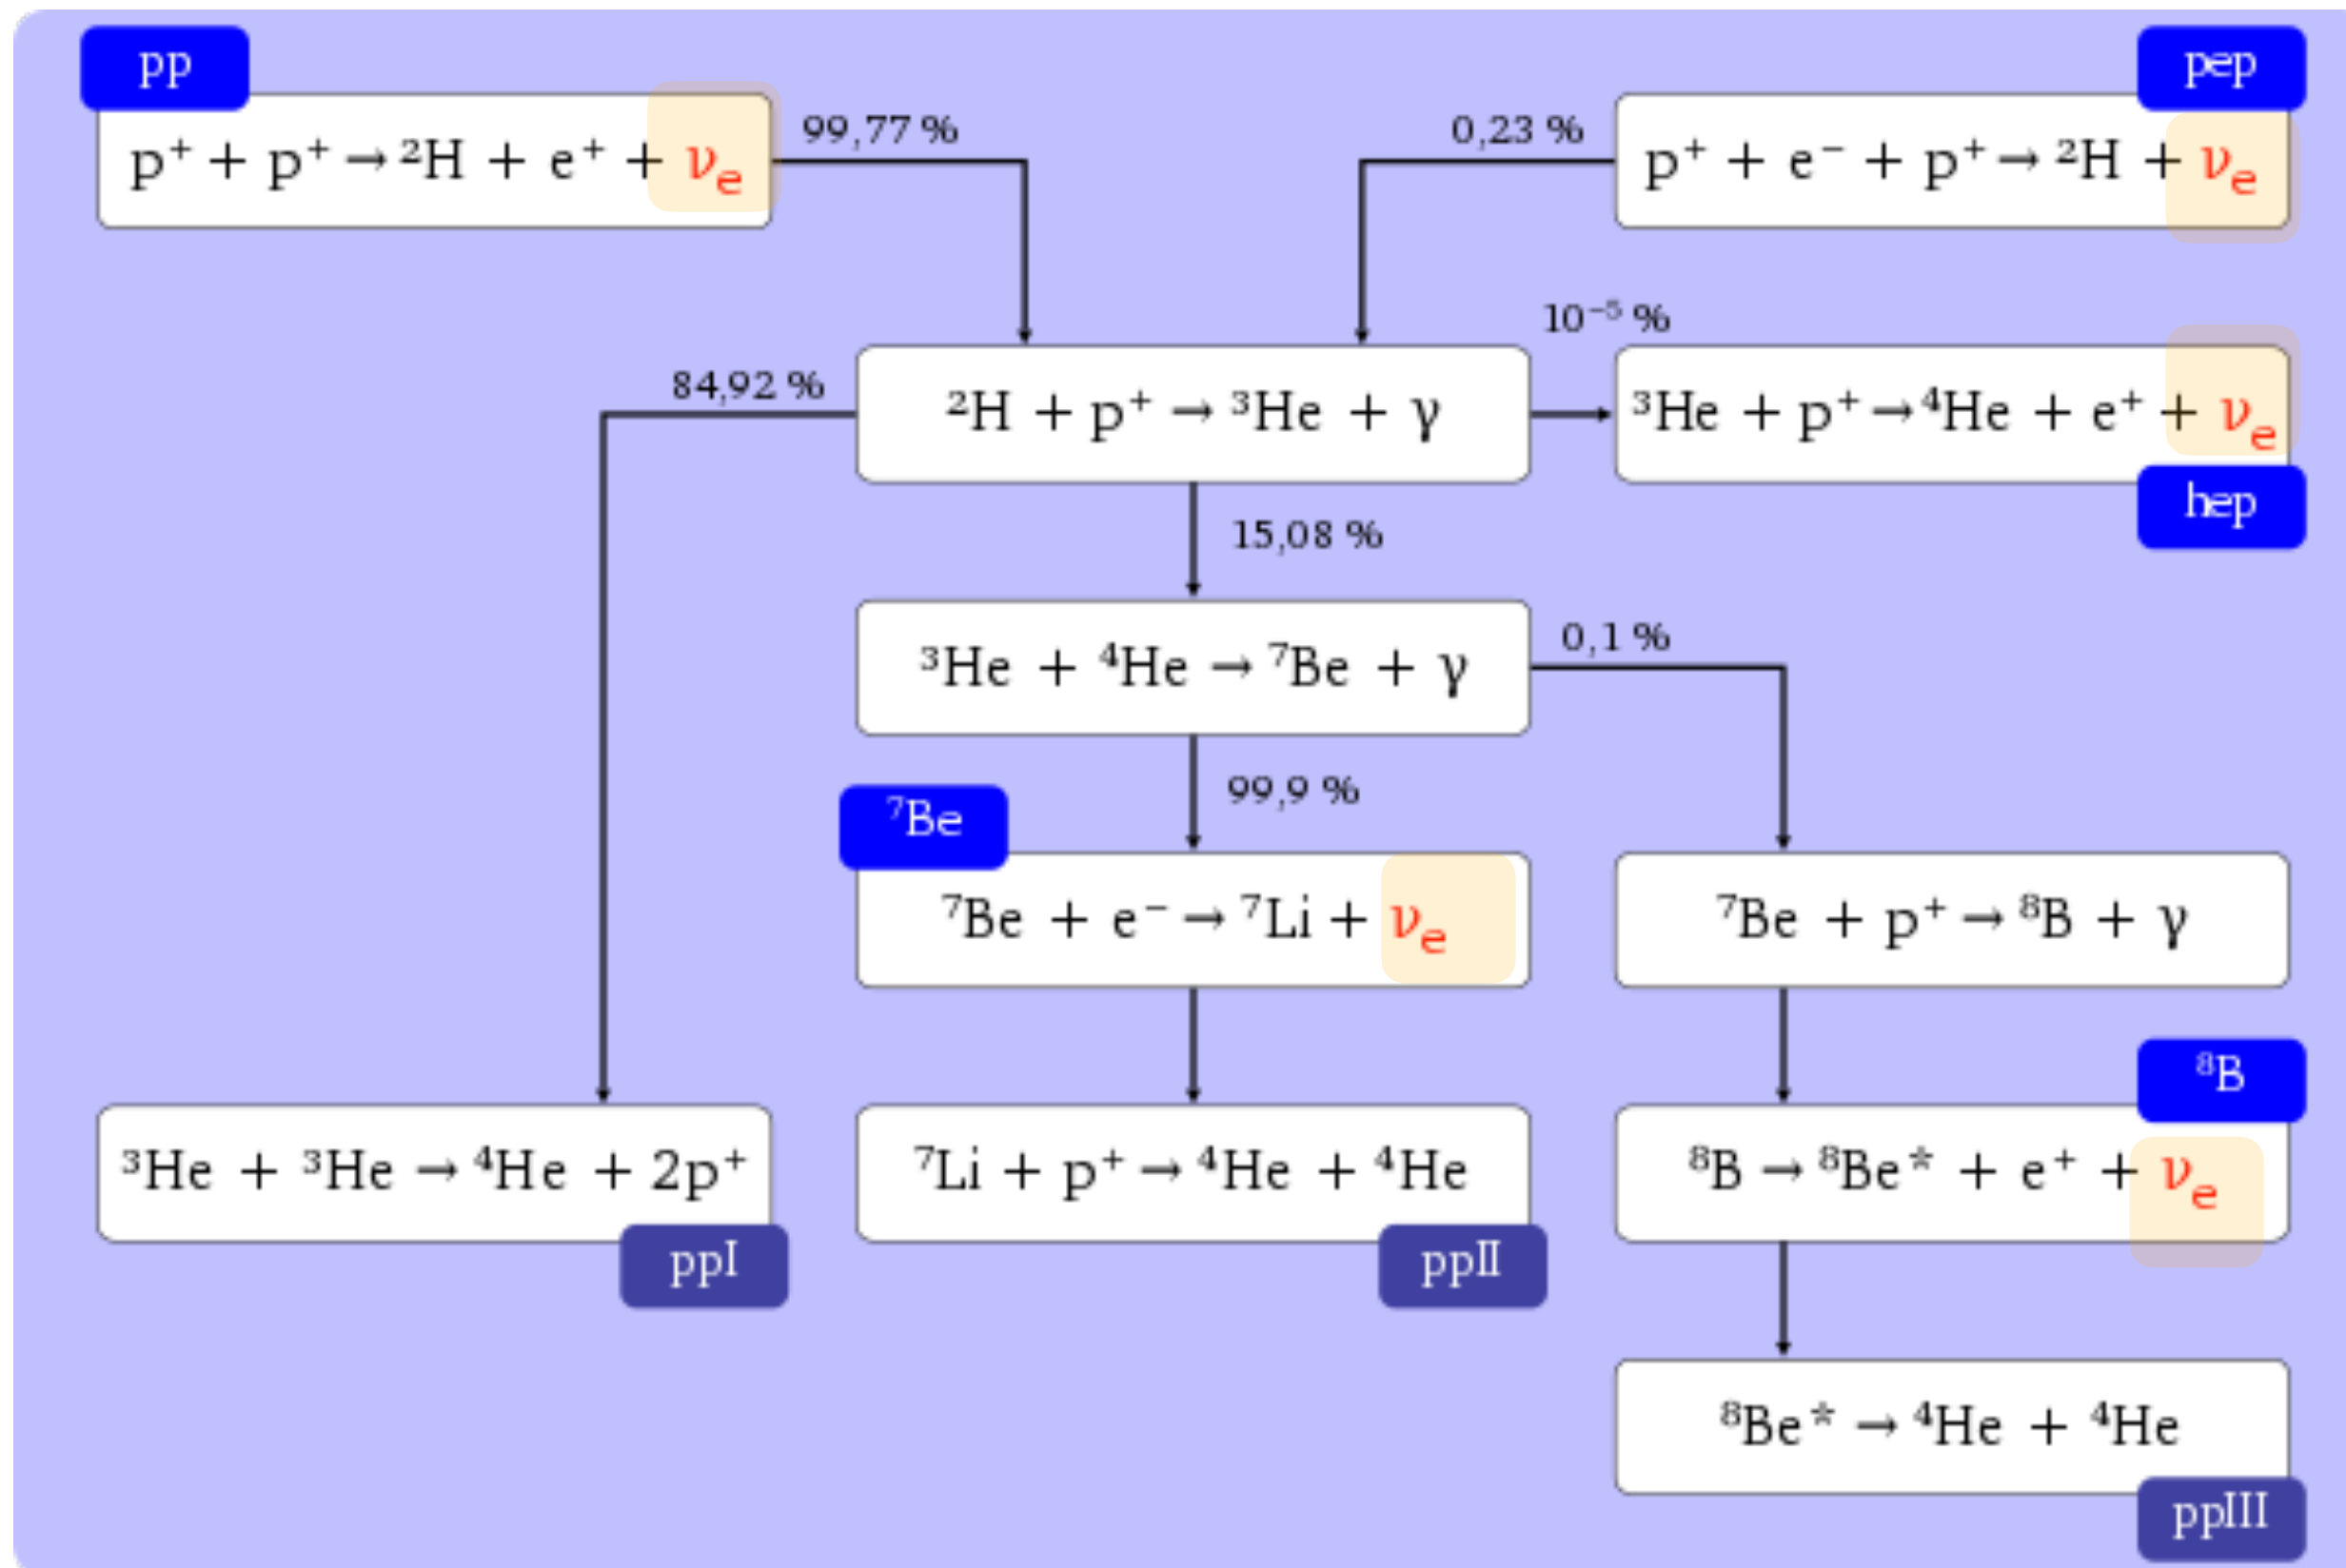 pp
pep
p⁺ + p⁺ → ²H + e⁺ + νₑ
99,77 %
0,23 %
p⁺ + e⁻ + p⁺ → ²H + νₑ
10⁻⁵ %
84,92 %
²H + p⁺ → ³He + γ
³He + p⁺ → ⁴He + e⁺ + νₑ
hep
15,08 %
³He + ⁴He → ⁷Be + γ
0,1 %
99,9 %
⁷Be
⁷Be + e⁻ → ⁷Li + νₑ
⁷Be + p⁺ → ⁸B + γ
⁸B
³He + ³He → ⁴He + 2p⁺
⁷Li + p⁺ → ⁴He + ⁴He
⁸B → ⁸Be* + e⁺ + νₑ
ppI
ppII
⁸Be* → ⁴He + ⁴He
ppIII